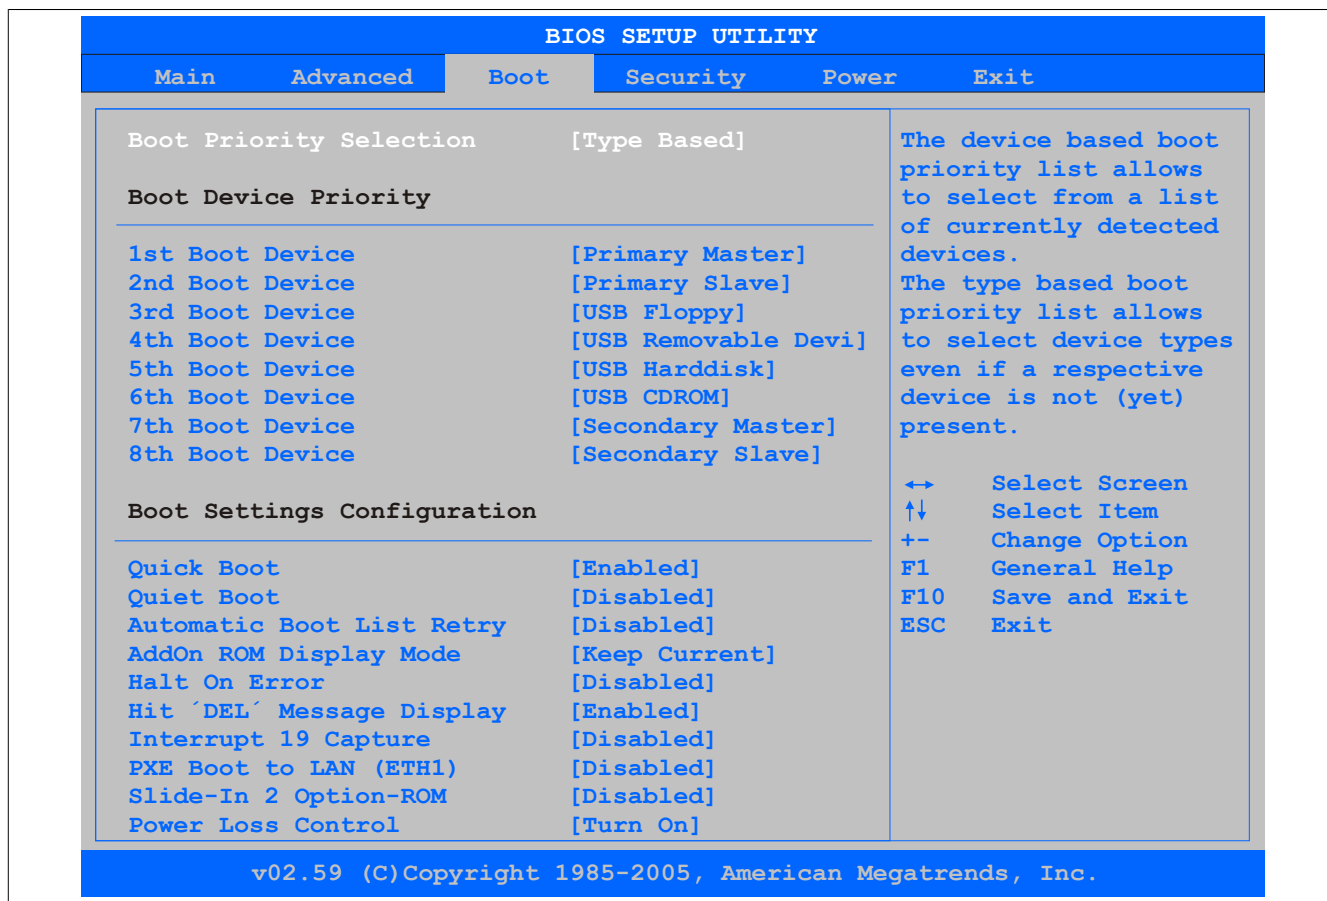 BIOS SETUP UTILITY
Main Advanced Boot Security Power Exit
Boot Priority Selection [Type Based]
Boot Device Priority
1st Boot Device [Primary Master]
2nd Boot Device [Primary Slave]
3rd Boot Device [USB Floppy]
4th Boot Device [USB Removable Devi]
5th Boot Device [USB Harddisk]
6th Boot Device [USB CDROM]
7th Boot Device [Secondary Master]
8th Boot Device [Secondary Slave]
Boot Settings Configuration
Quick Boot [Enabled]
Quiet Boot [Disabled]
Automatic Boot List Retry [Disabled]
AddOn ROM Display Mode [Keep Current]
Halt On Error [Disabled]
Hit ´DEL´ Message Display [Enabled]
Interrupt 19 Capture [Disabled]
PXE Boot to LAN (ETH1) [Disabled]
Slide-In 2 Option-ROM [Disabled]
Power Loss Control [Turn On]
The device based boot
priority list allows
to select from a list
of currently detected
devices.
The type based boot
priority list allows
to select device types
even if a respective
device is not (yet)
present.
↔ Select Screen
↑↓ Select Item
+- Change Option
F1 General Help
F10 Save and Exit
ESC Exit
v02.59 (C)Copyright 1985-2005, American Megatrends, Inc.